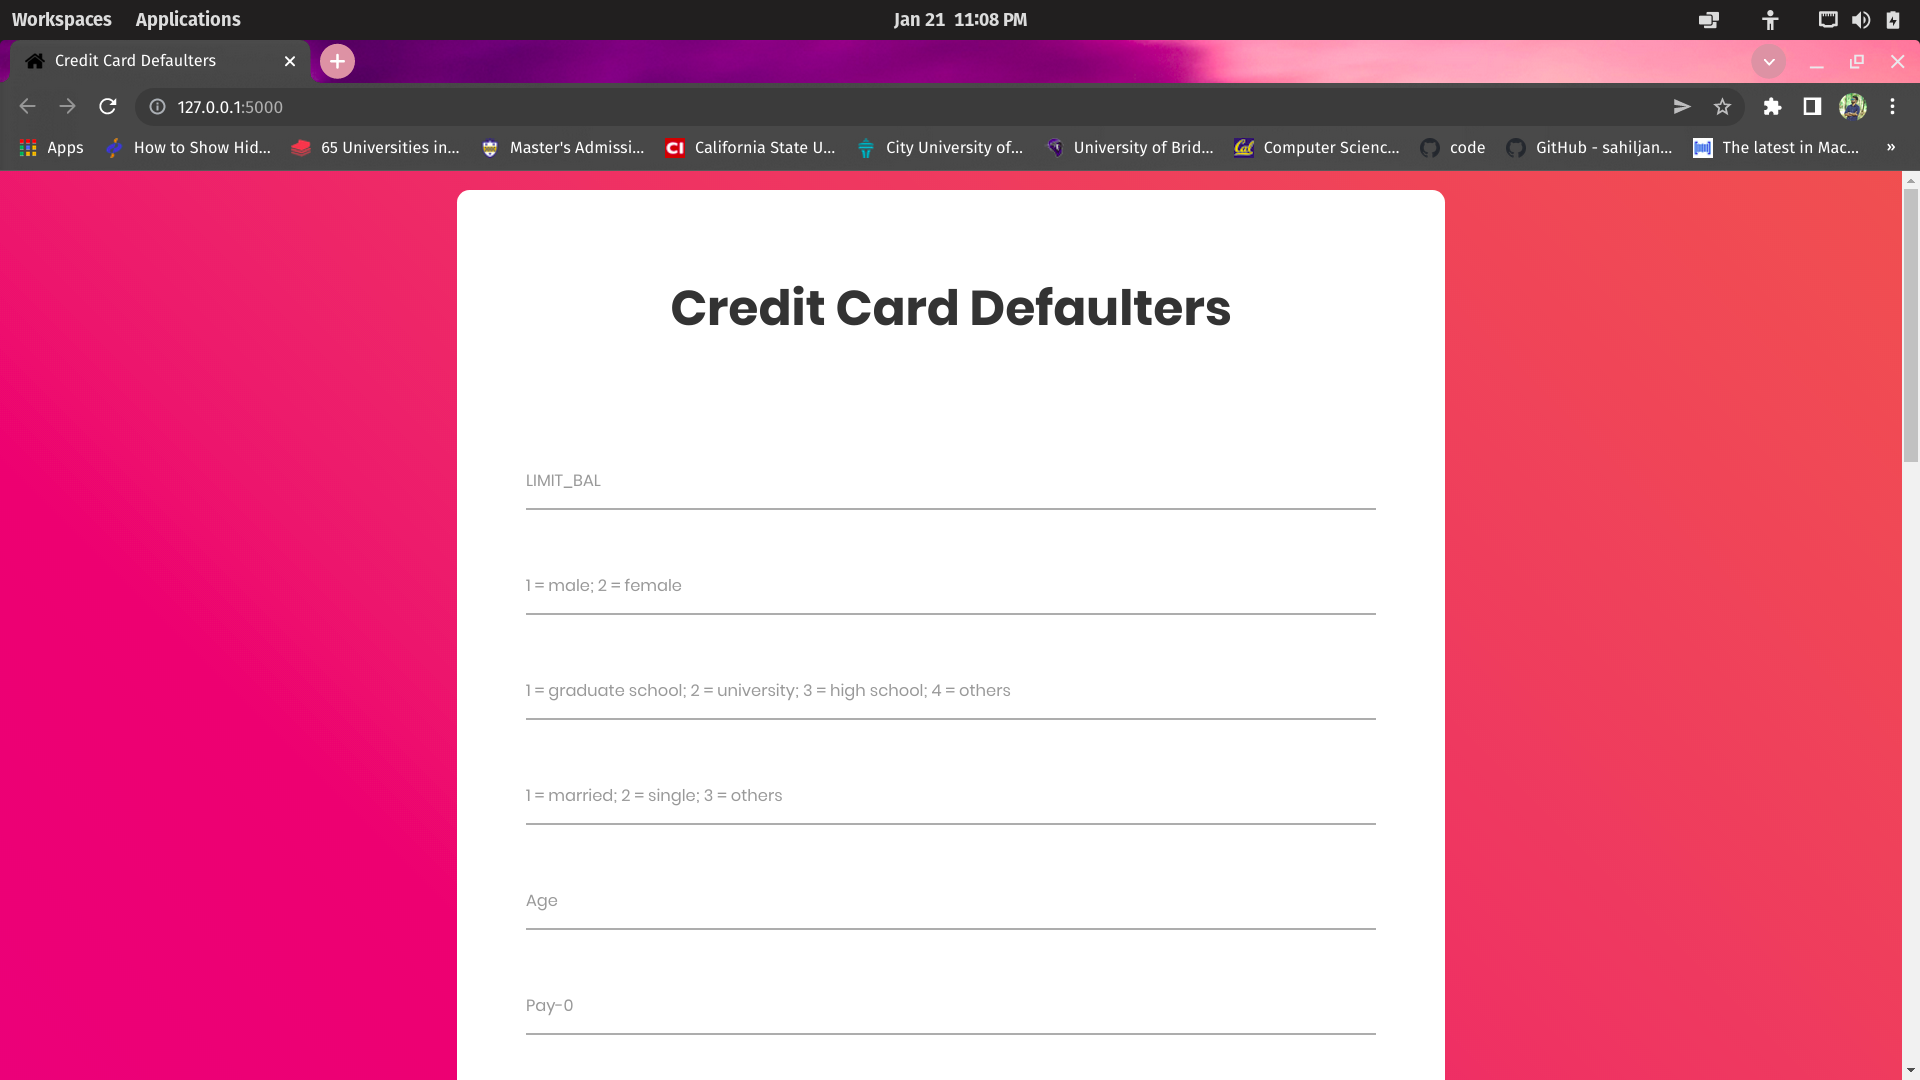 Workspaces Applications Jan 21 11:08 PM
Credit Card Defaulters
127.0.0.1:5000
Apps How to Show Hid... 65 Universities in... Master's Admissi... CI California State U... City University of... University of Brid... Cal Computer Scienc... code GitHub - sahiljan... The latest in Mac... »
Credit Card Defaulters
LIMIT_BAL
1 = male; 2 = female
1 = graduate school; 2 = university; 3 = high school; 4 = others
1 = married; 2 = single; 3 = others
Age
Pay-0